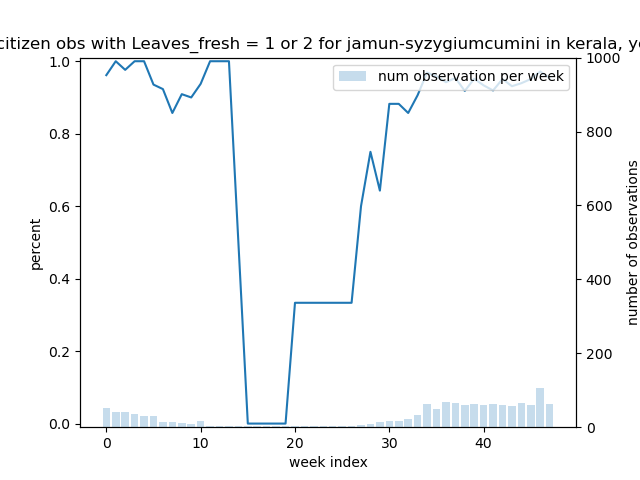 citizen obs with Leaves_fresh = 1 or 2 for jamun-syzygiumcumini in kerala,
num observation per week
percent
1.0
0.8
0.6
0.4
0.2
0.0
number of observations
1000
800
600
400
200
0
0 10 20 30 40
week index